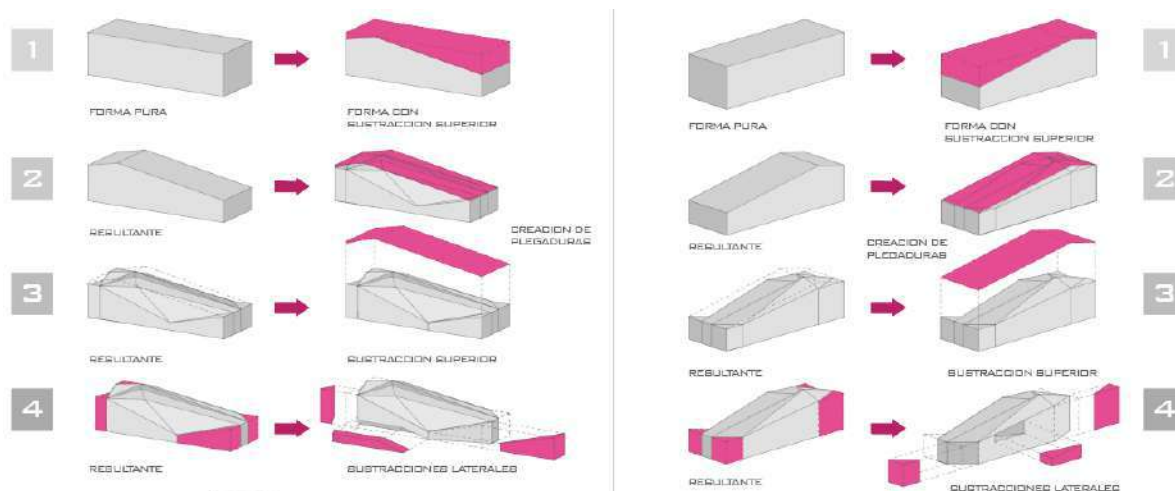 1
FORMA PURA
FORMA CON
SUSTRACCION SUPERIOR
2
RESULTANTE
CREACION DE
PLEGADURAS
3
RESULTANTE
SUSTRACCION SUPERIOR
4
RESULTANTE
SUSTRACCIONES LATERALES
1
FORMA PURA
FORMA CON
SUSTRACCION SUPERIOR
2
RESULTANTE
CREACION DE
PLEGADURAS
3
RESULTANTE
SUSTRACCION SUPERIOR
4
RESULTANTE
SUSTRACCIONES LATERALES